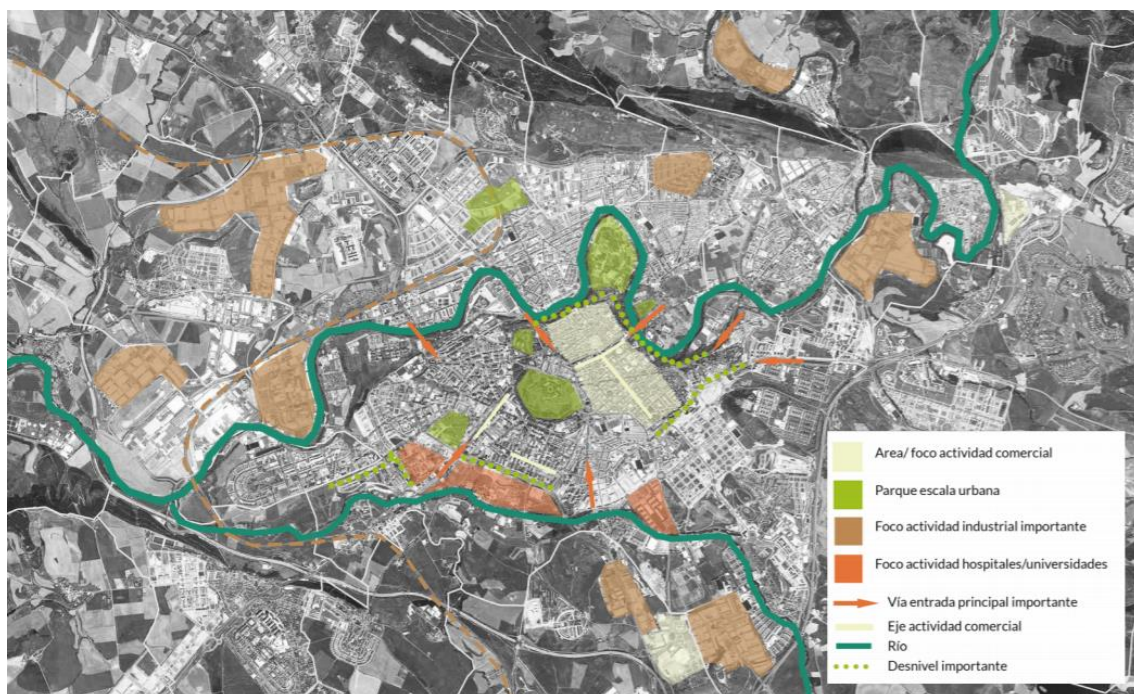 Area/ foco actividad comercial
Parque escala urbana
Foco actividad industrial importante
Foco actividad hospitales/universidades
Vía entrada principal importante
Eje actividad comercial
Río
Desnivel importante